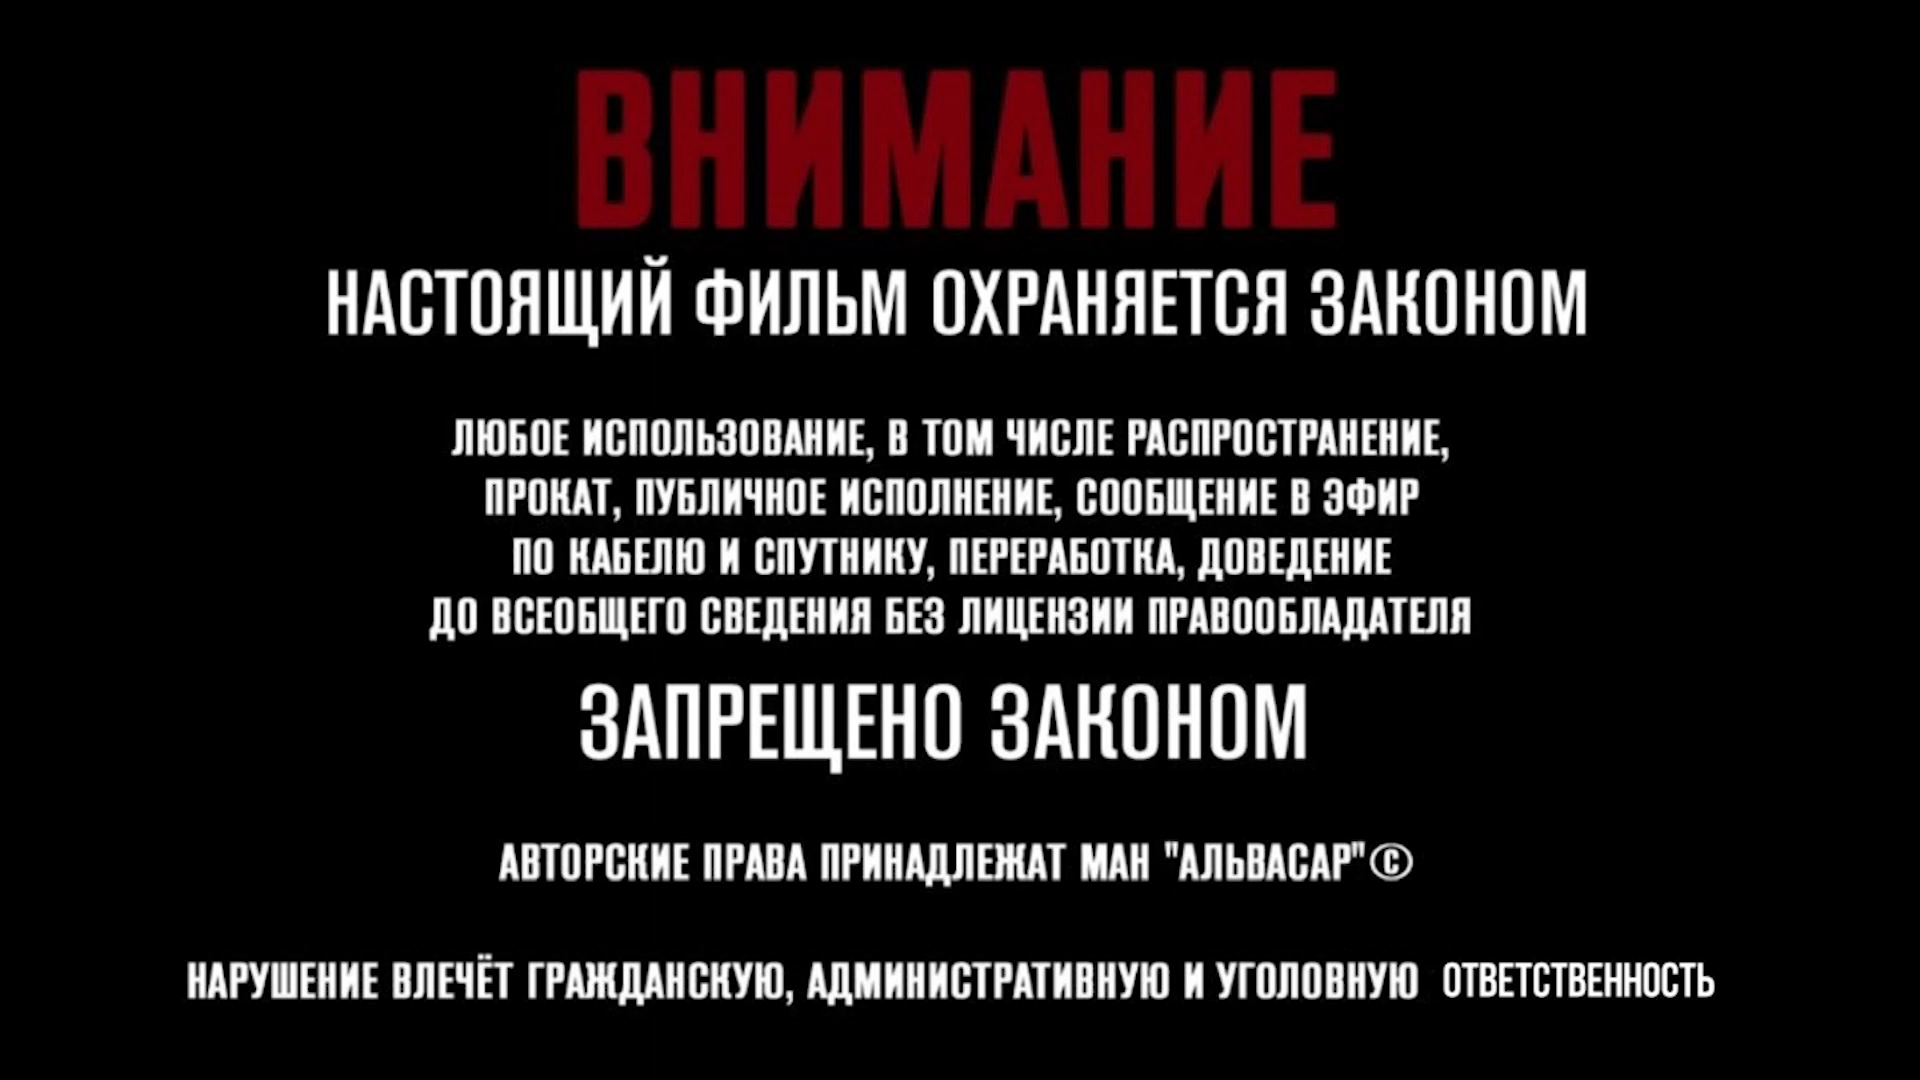 ВНИМАНИЕ
НАСТОЯЩИЙ ФИЛЬМ ОХРАНЯЕТСЯ ЗАКОНОМ
ЛЮБОЕ ИСПОЛЬЗОВАНИЕ, В ТОМ ЧИСЛЕ РАСПРОСТРАНЕНИЕ,
ПРОКАТ, ПУБЛИЧНОЕ ИСПОЛНЕНИЕ, СООБЩЕНИЕ В ЭФИР
ПО КАБЕЛЮ И СПУТНИКУ, ПЕРЕРАБОТКА, ДОВЕДЕНИЕ
ДО ВСЕОБЩЕГО СВЕДЕНИЯ БЕЗ ЛИЦЕНЗИИ ПРАВООБЛАДАТЕЛЯ
ЗАПРЕЩЕНО ЗАКОНОМ
АВТОРСКИЕ ПРАВА ПРИНАДЛЕЖАТ МАН "АЛЬВАСАР"©
НАРУШЕНИЕ ВЛЕЧЁТ ГРАЖДАНСКУЮ, АДМИНИСТРАТИВНУЮ И УГОЛОВНУЮ ОТВЕТСТВЕННОСТЬ